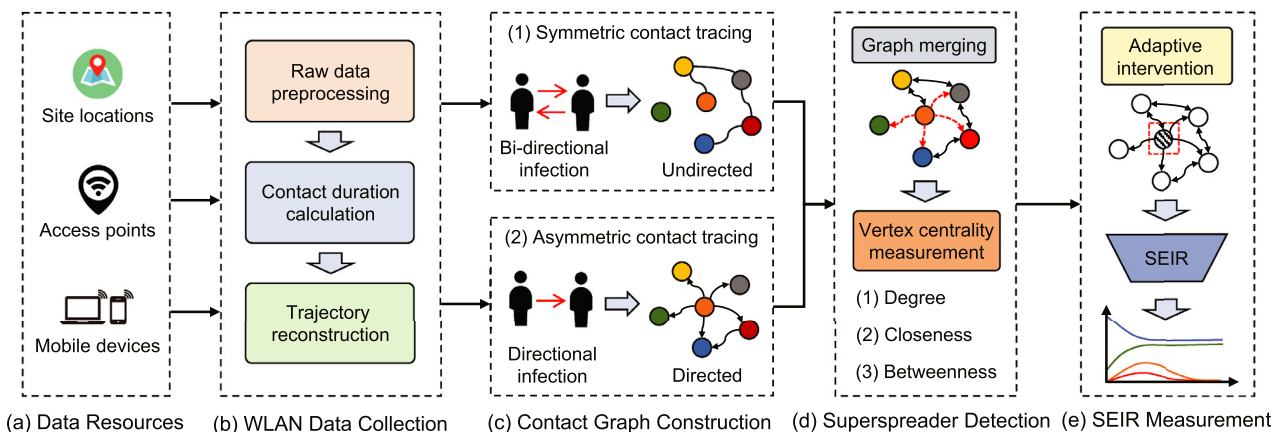 Site locations
Access points
Mobile devices
(a) Data Resources
Raw data
preprocessing
Contact duration
calculation
Trajectory
reconstruction
(b) WLAN Data Collection
(1) Symmetric contact tracing
Bi-directional
infection
Undirected
(2) Asymmetric contact tracing
Directional
infection
Directed
(c) Contact Graph Construction
Graph merging
Vertex centrality
measurement
(1) Degree
(2) Closeness
(3) Betweenness
(d) Superspreader Detection
Adaptive
intervention
SEIR
(e) SEIR Measurement